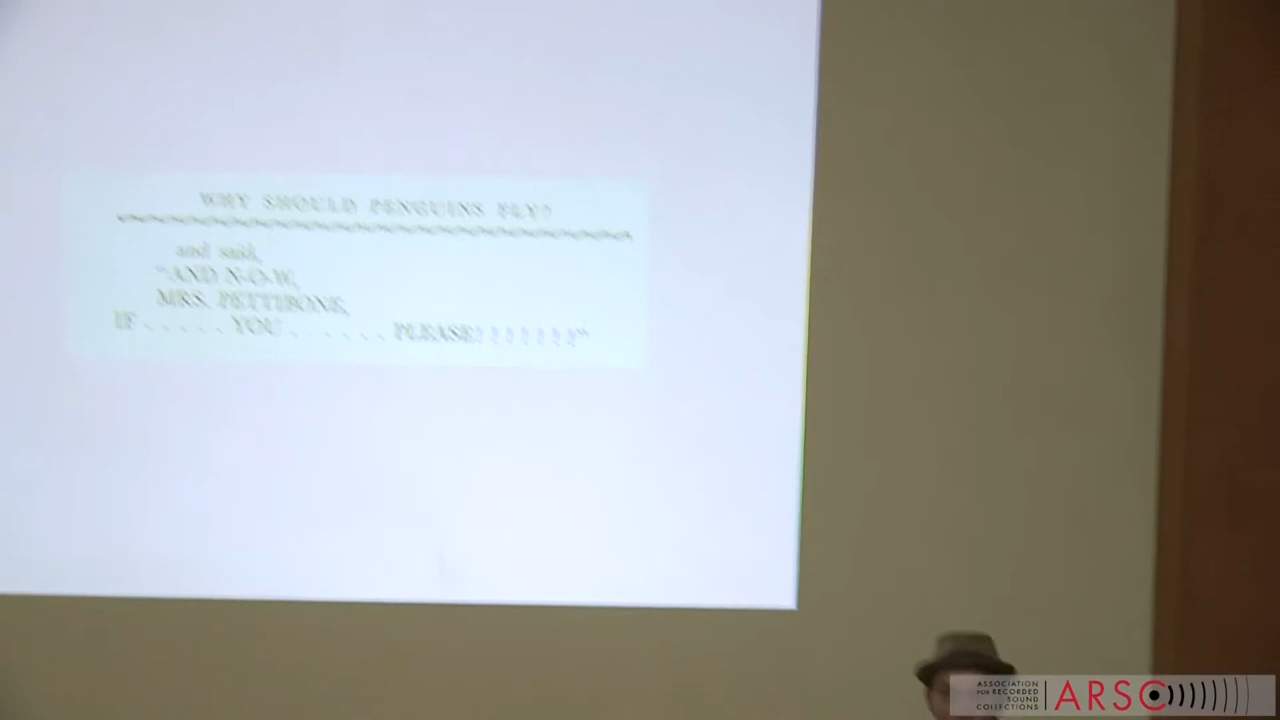 WHY SHOULD PENGUINS FLY?
and said,
"AND N-O-W,
MRS. PETTIBONE,
IF . . . . . YOU . . . . . . PLEASE!!!!!!!!"
ASSOCIATION
FOR RECORDED
SOUND
COLLECTIONS
ARSC